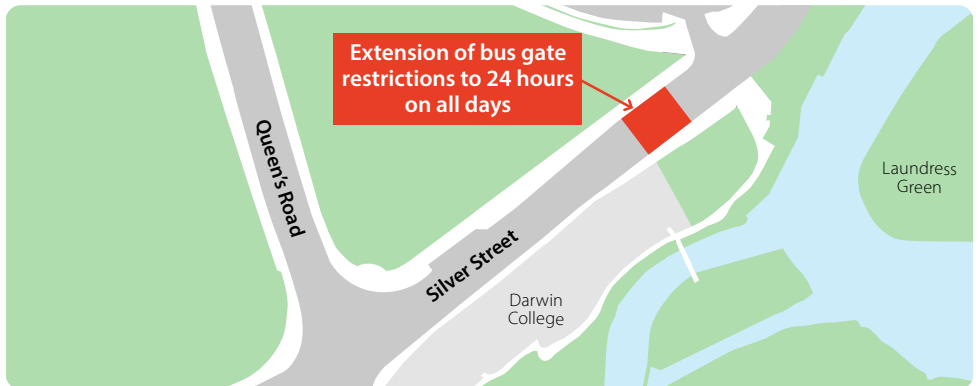 Extension of bus gate
restrictions to 24 hours
on all days
Queen's Road
Silver Street
Darwin
College
Laundress
Green